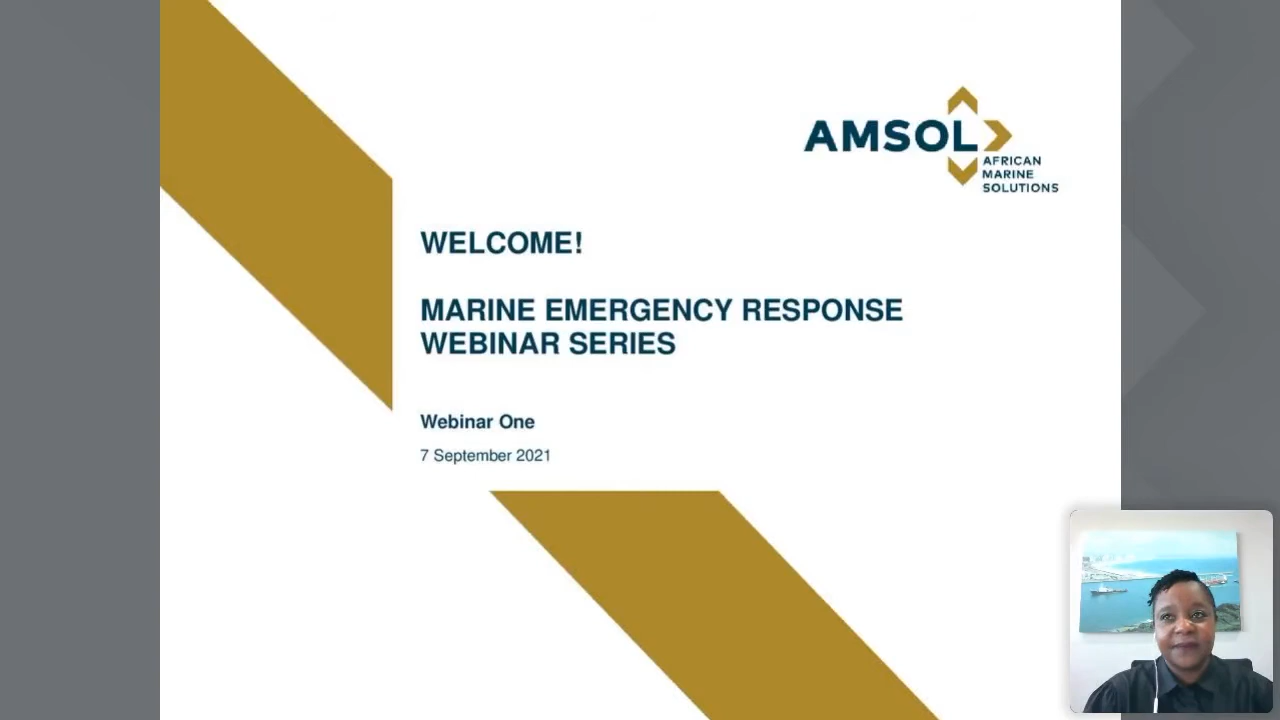 AMSOL
AFRICAN
MARINE
SOLUTIONS
WELCOME!
MARINE EMERGENCY RESPONSE
WEBINAR SERIES
Webinar One
7 September 2021